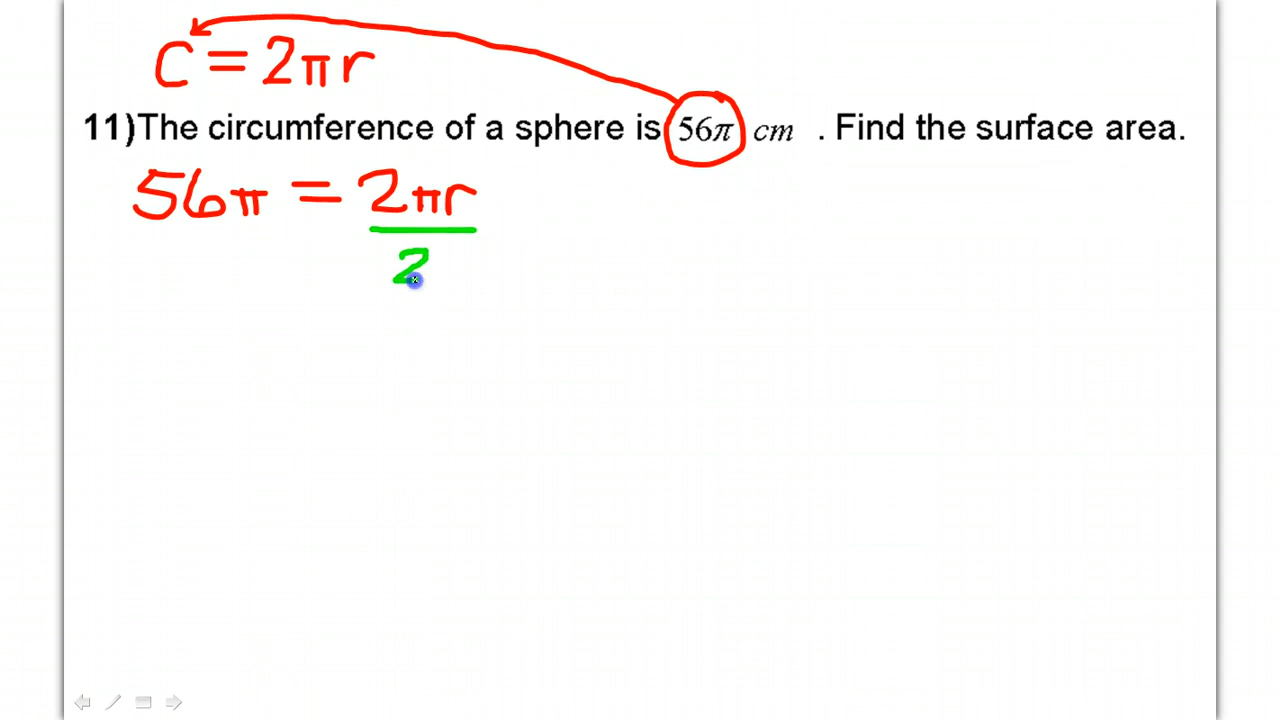 C = 2πr
11)The circumference of a sphere is 56π cm . Find the surface area.
56π = 2πr
2